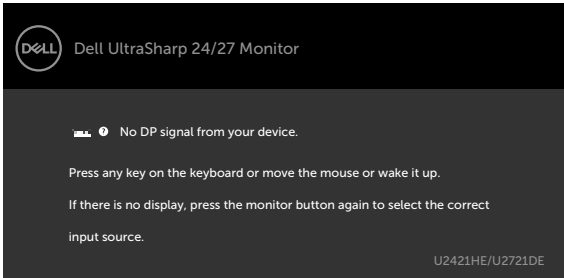 DELL
Dell UltraSharp 24/27 Monitor
? No DP signal from your device.
Press any key on the keyboard or move the mouse or wake it up.
If there is no display, press the monitor button again to select the correct
input source.
U2421HE/U2721DE